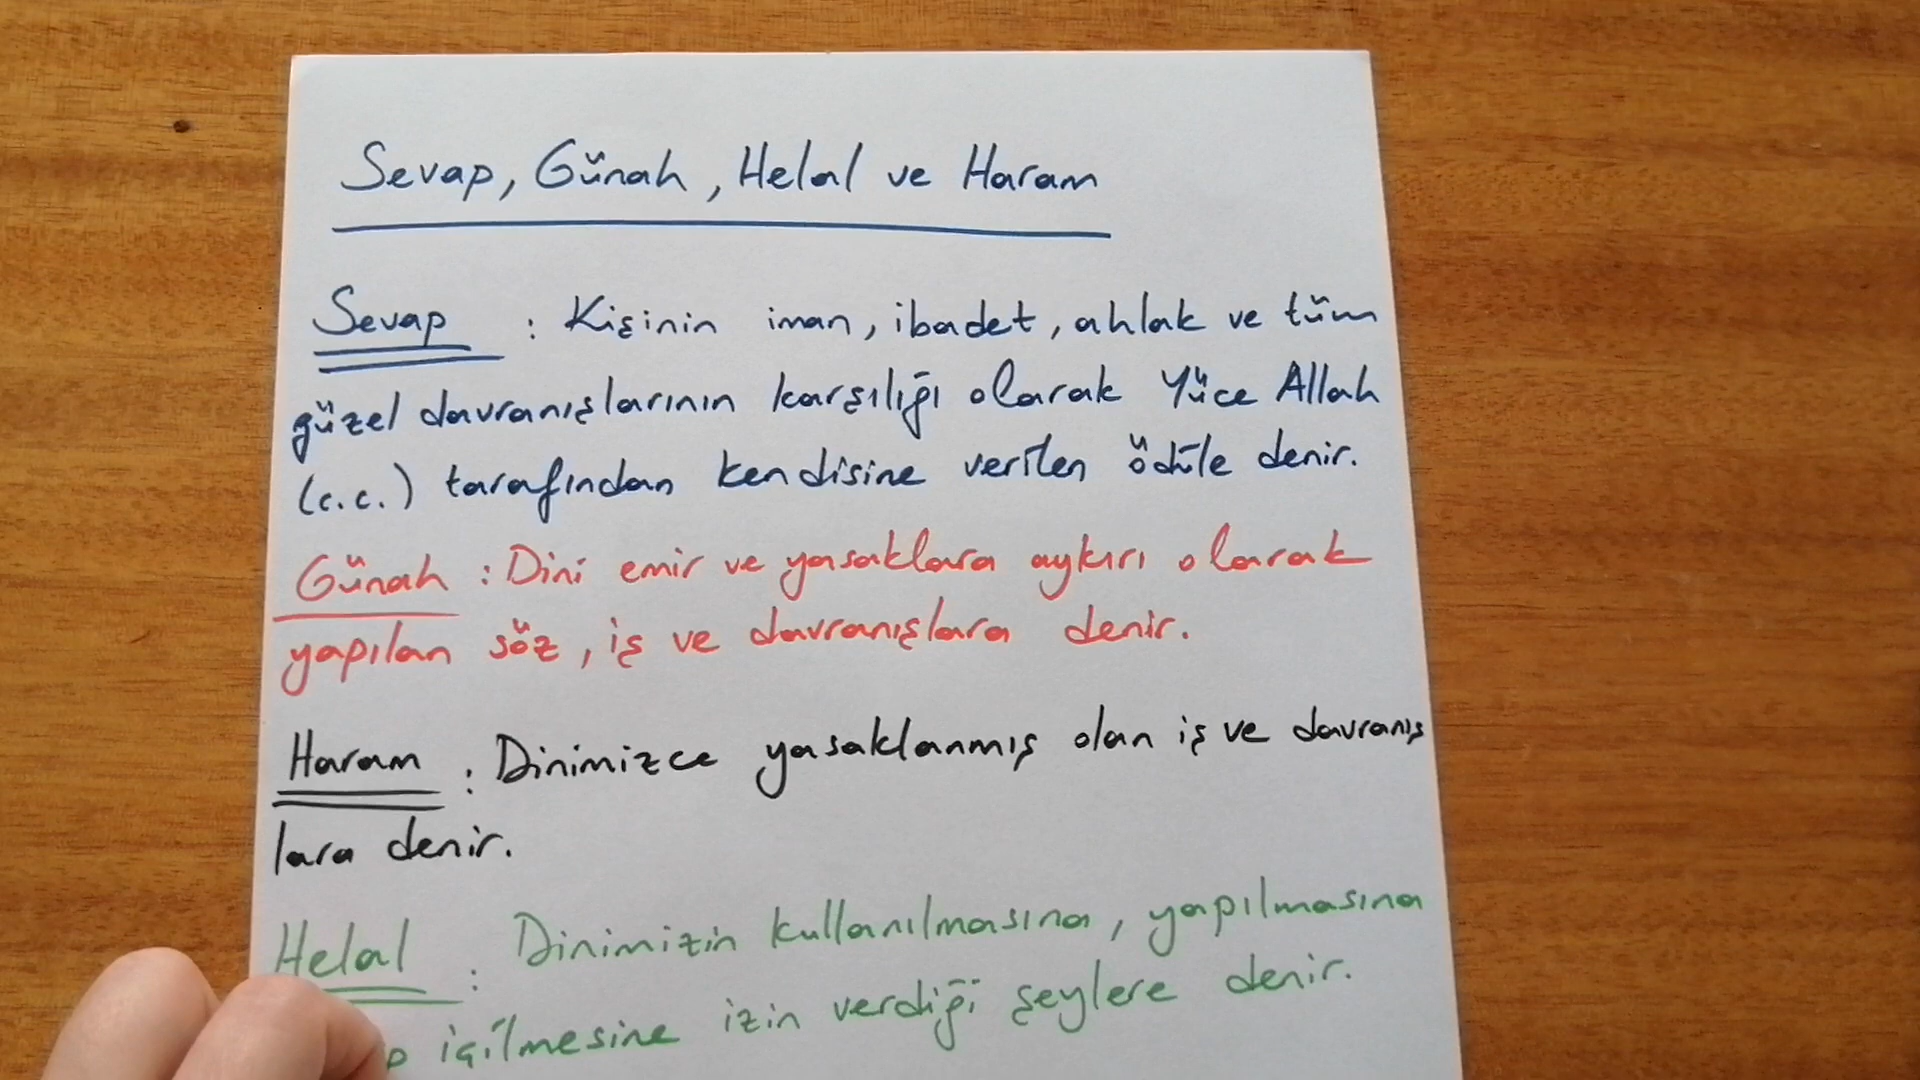 Sevap, Günah, Helal ve Haram
Sevap : Kişinin iman, ibadet, ahlak ve tüm
güzel davranışlarının karşılığı olarak Yüce Allah
(c.c.) tarafından kendisine verilen ödüle denir.
Günah : Dini emir ve yasaklara aykırı olarak
yapılan söz, iş ve davranışlara denir.
Haram : Dinimizce yasaklanmış olan iş ve davranış
lara denir.
Helal : Dinimizin kullanılmasına, yapılmasına
içilmesine izin verdiği şeylere denir.